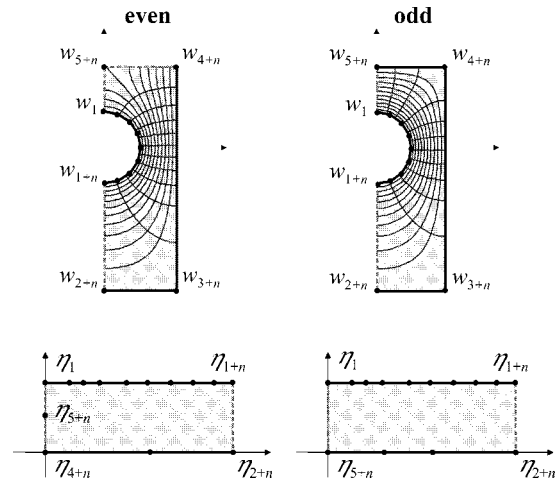 even odd
w5+n w4+n w5+n w4+n
w1 w1
w1+n w1+n
w2+n w3+n w2+n w3+n
η1 η1+n η1 η1+n
η5+n
η4+n η2+n η5+n η2+n